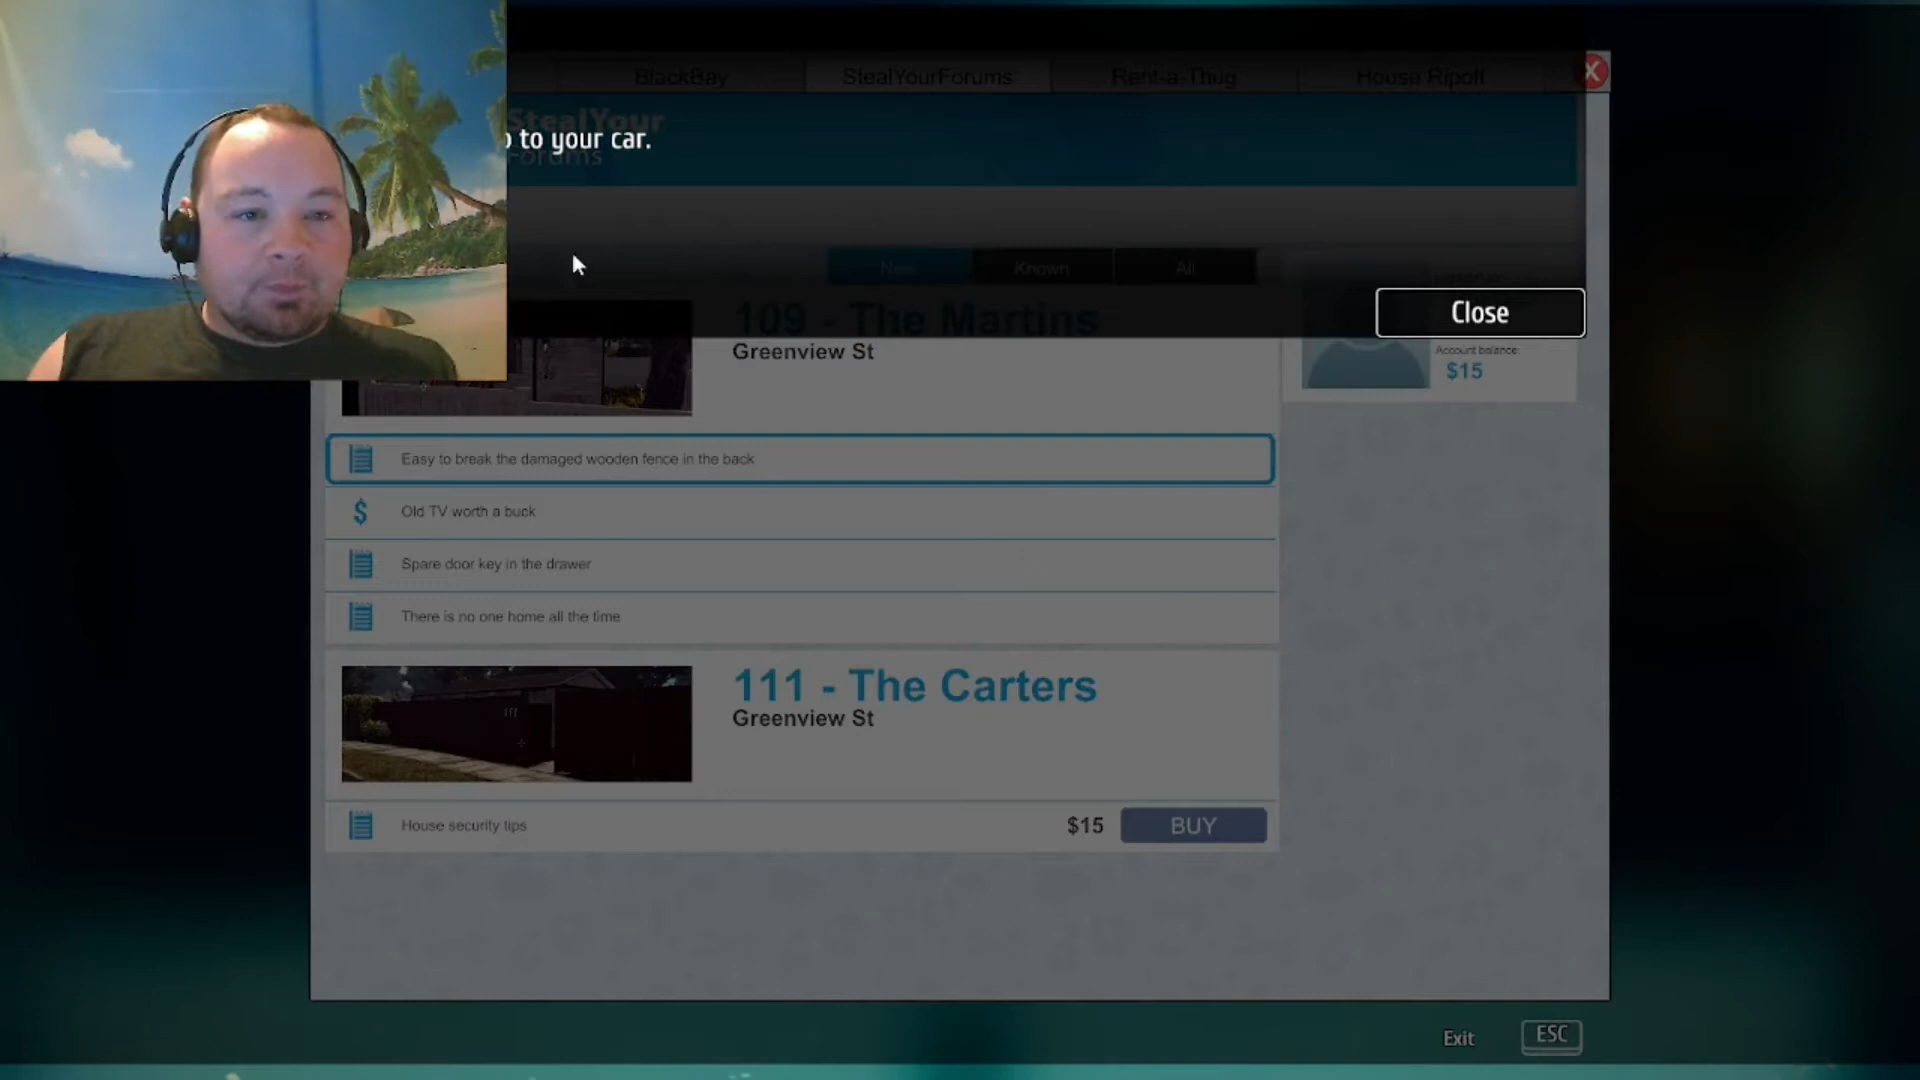 BlackBay
StealYourForums
Rent-a-Thug
House Ripoff
X
StealYour
Forums
to your car.
New
Known
All
Close
109 - The Martins
Greenview St
Account balance:
$15
Easy to break the damaged wooden fence in the back
$ Old TV worth a buck
Spare door key in the drawer
There is no one home all the time
111
111 - The Carters
Greenview St
House security tips
$15
BUY
Exit
ESC